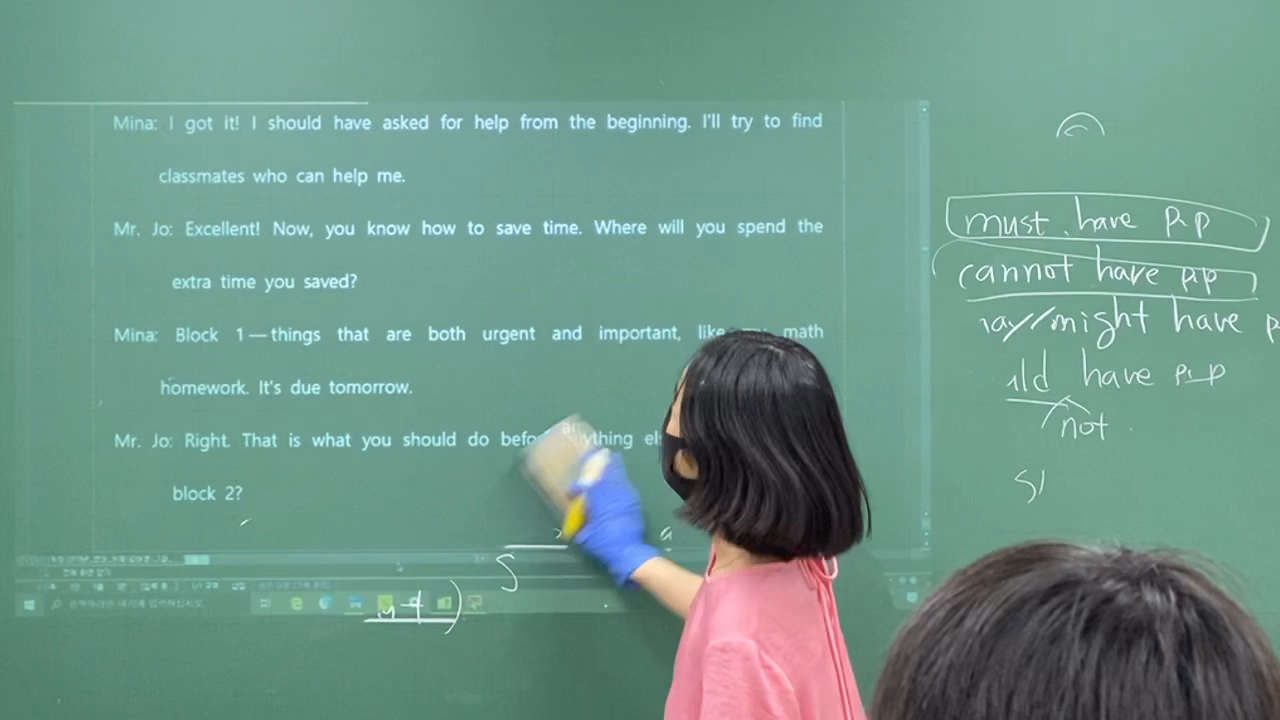 Mina: I got it! I should have asked for help from the beginning. I'll try to find
classmates who can help me.
Mr. Jo: Excellent! Now, you know how to save time. Where will you spend the
extra time you saved?
Mina: Block 1—things that are both urgent and important, like math
homework. It's due tomorrow.
Mr. Jo: Right. That is what you should do
block 2?
must have p.p
cannot have p.p
might have
have p.p
not